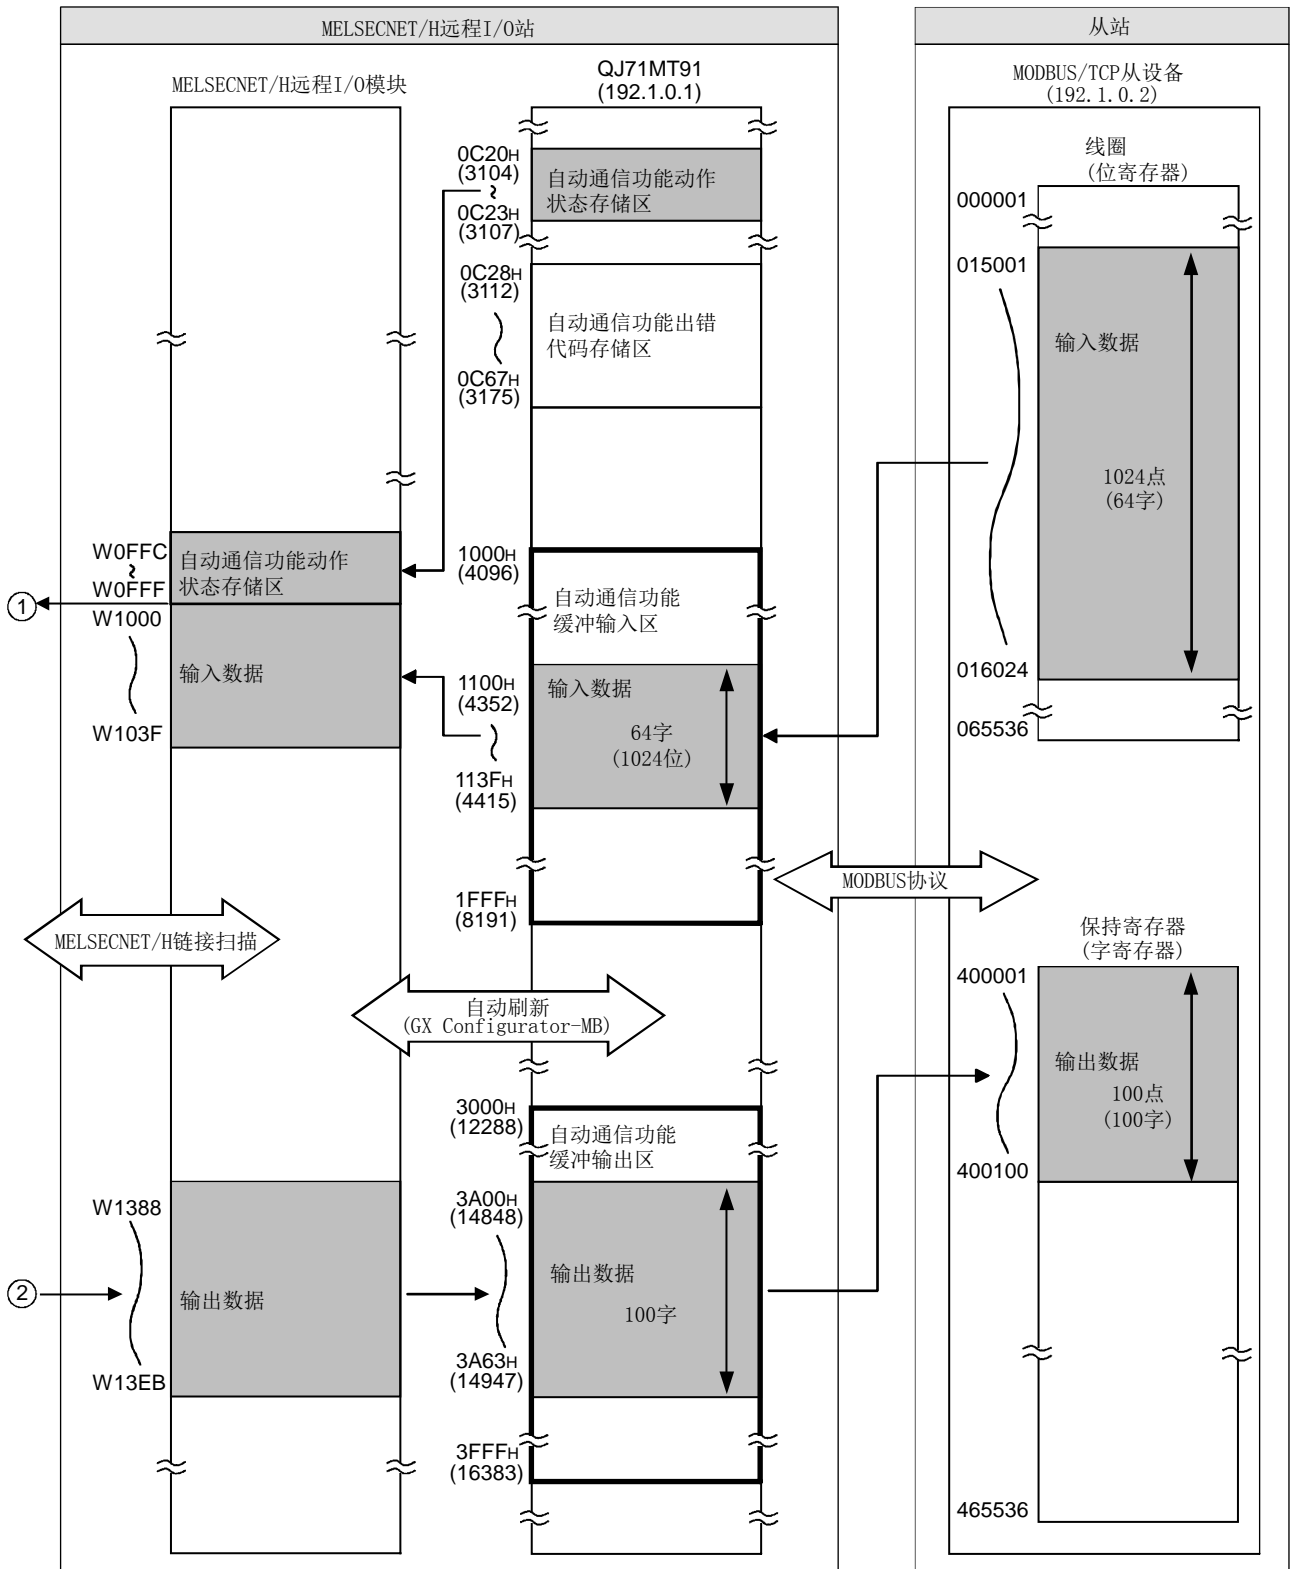 MELSECNET/H远程I/O站
从站
MELSECNET/H远程I/O模块
QJ71MT91
(192.1.0.1)
MODBUS/TCP从设备
(192.1.0.2)
线圈
(位寄存器)
0C20H
(3104)
0C23H
(3107)
自动通信功能动作
状态存储区
0C28H
(3112)
0C67H
(3175)
自动通信功能出错
代码存储区
000001
015001
输入数据
1024点
(64字)
016024
065536
W0FFC
W0FFF
自动通信功能动作
状态存储区
①
W1000
W103F
输入数据
1000H
(4096)
自动通信功能
缓冲输入区
1100H
(4352)
113FH
(4415)
输入数据
64字
(1024位)
1FFFH
(8191)
MODBUS协议
MELSECNET/H链接扫描
自动刷新
(GX Configurator-MB)
保持寄存器
(字寄存器)
400001
输出数据
100点
(100字)
400100
3000H
(12288)
自动通信功能
缓冲输出区
W1388
②
W13EB
输出数据
3A00H
(14848)
3A63H
(14947)
输出数据
100字
3FFFH
(16383)
465536